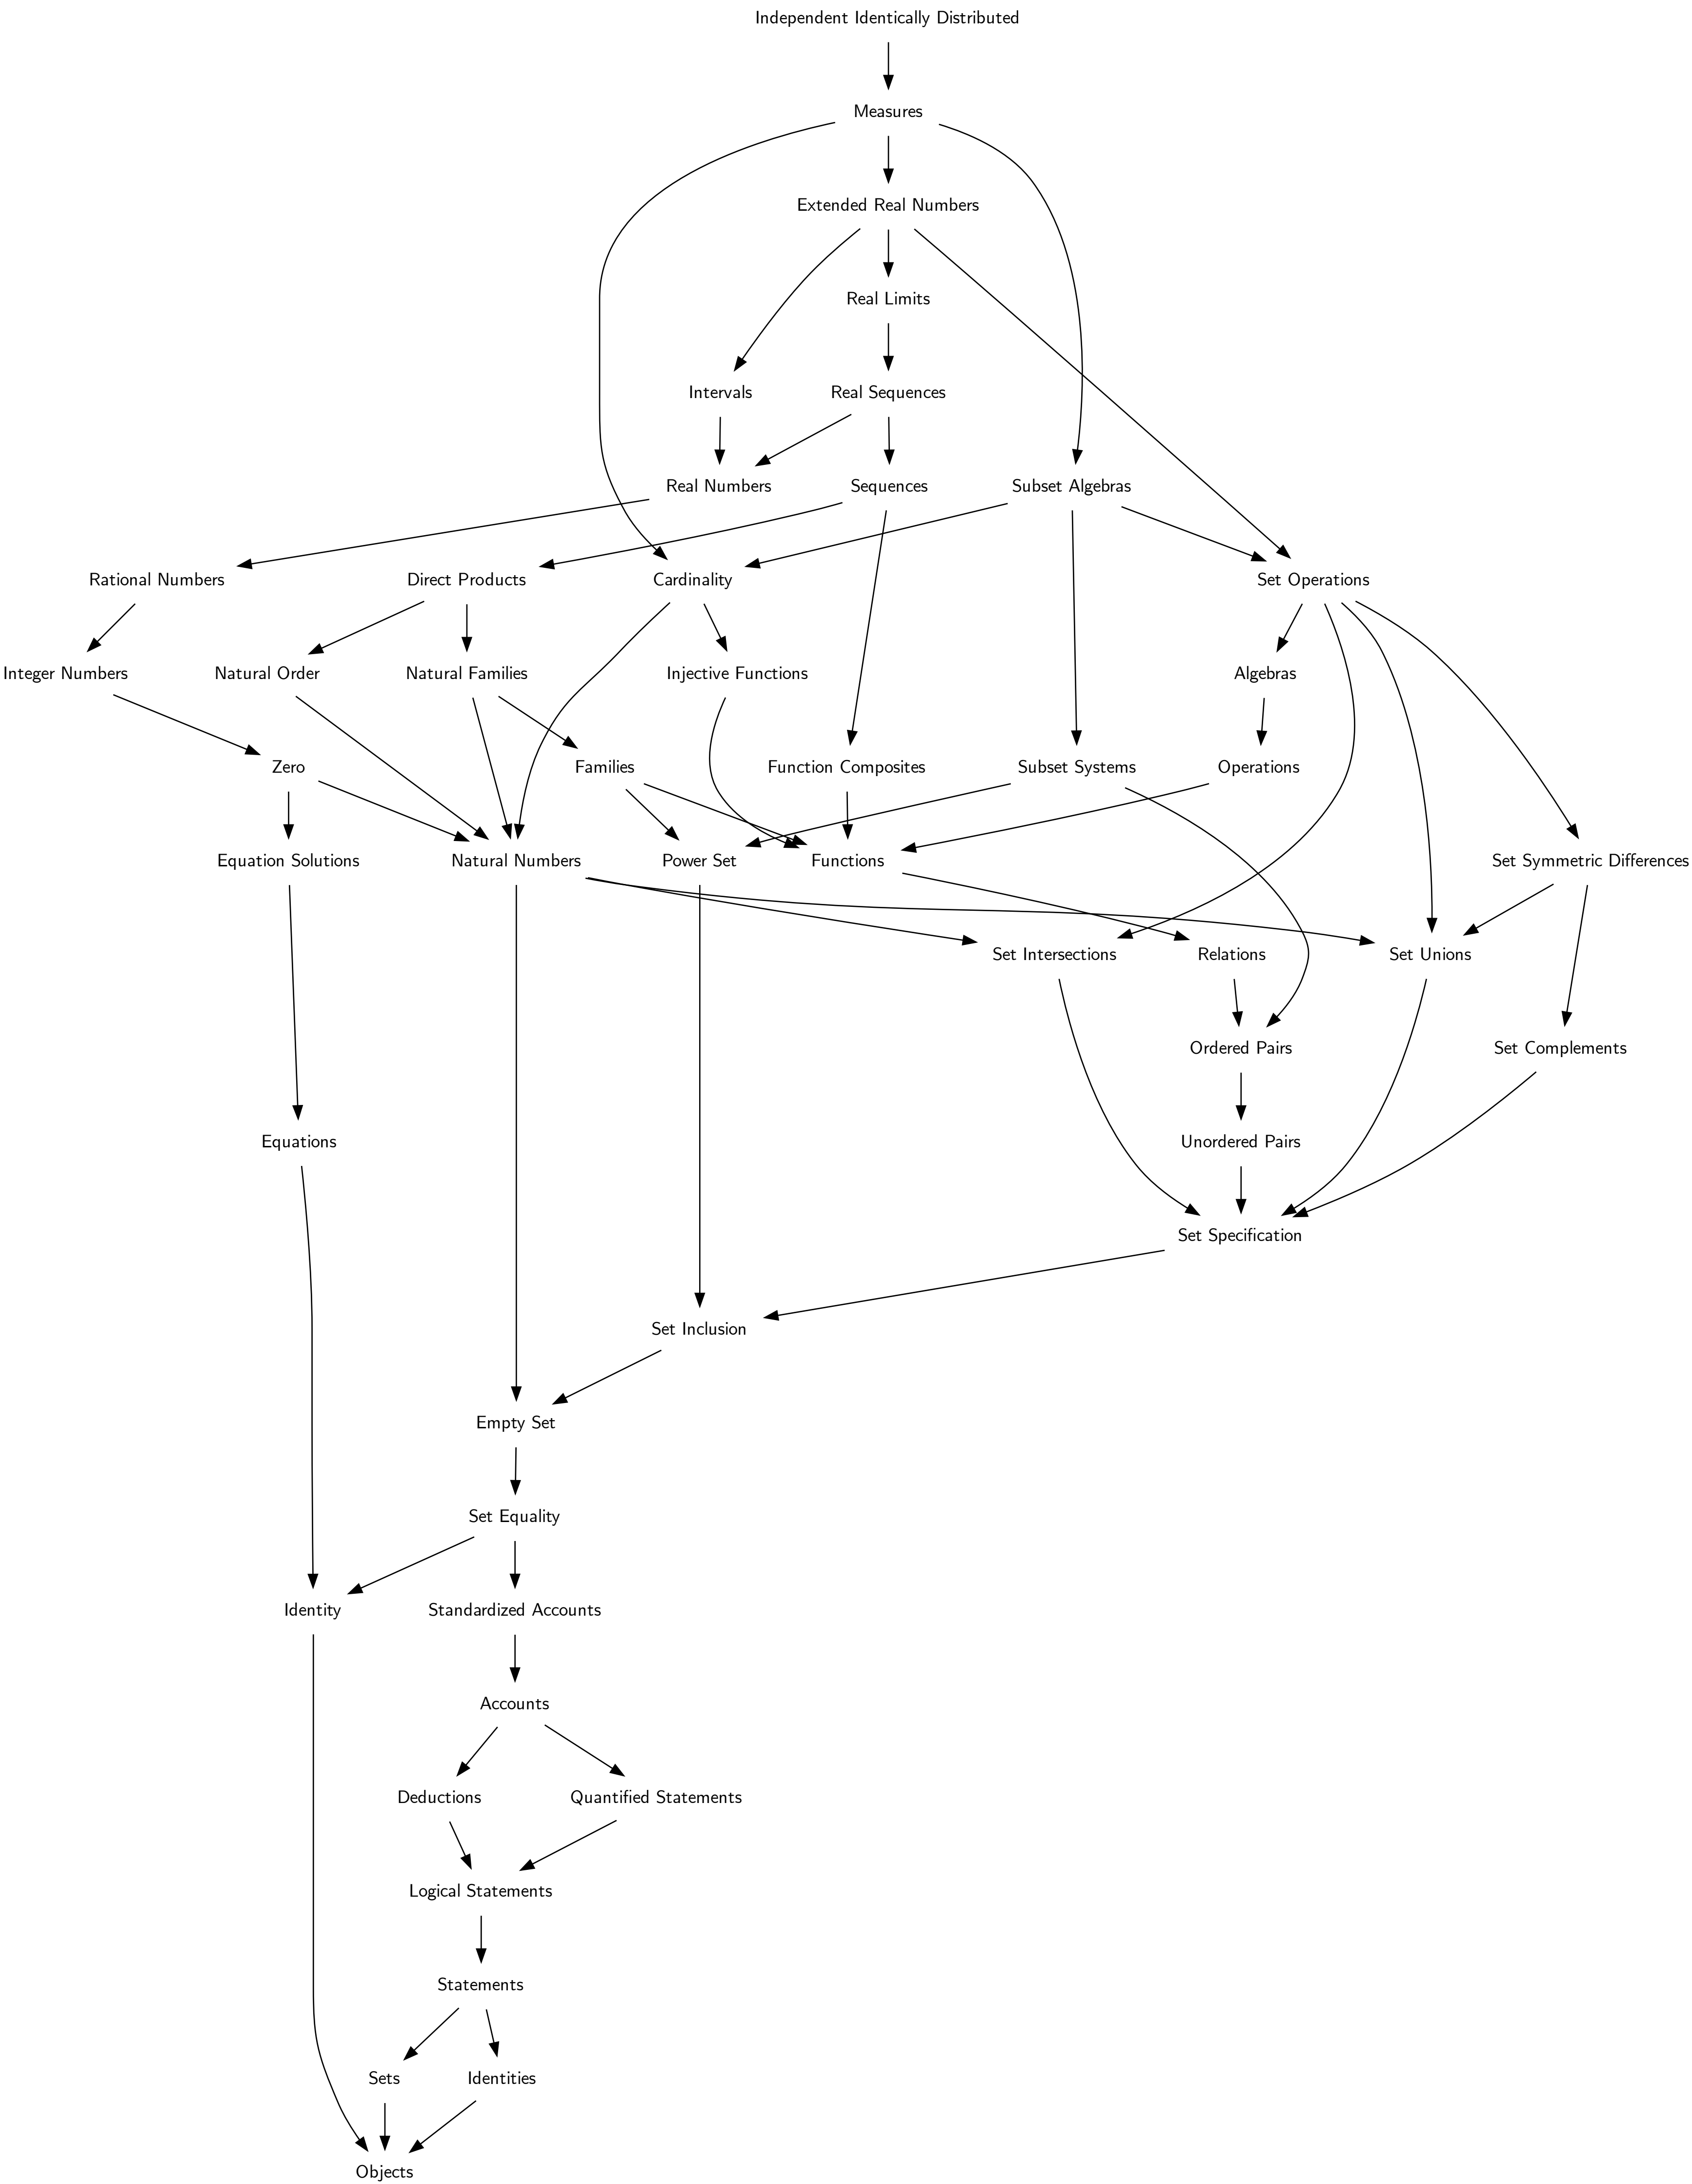 Independent Identically Distributed
Measures
Extended Real Numbers
Real Limits
Intervals
Real Sequences
Real Numbers
Sequences
Subset Algebras
Rational Numbers
Direct Products
Cardinality
Set Operations
Integer Numbers
Natural Order
Natural Families
Injective Functions
Algebras
Zero
Families
Function Composites
Subset Systems
Operations
Equation Solutions
Natural Numbers
Power Set
Functions
Set Symmetric Differences
Set Intersections
Relations
Set Unions
Ordered Pairs
Set Complements
Equations
Unordered Pairs
Set Specification
Set Inclusion
Empty Set
Set Equality
Identity
Standardized Accounts
Accounts
Deductions
Quantified Statements
Logical Statements
Statements
Sets
Identities
Objects